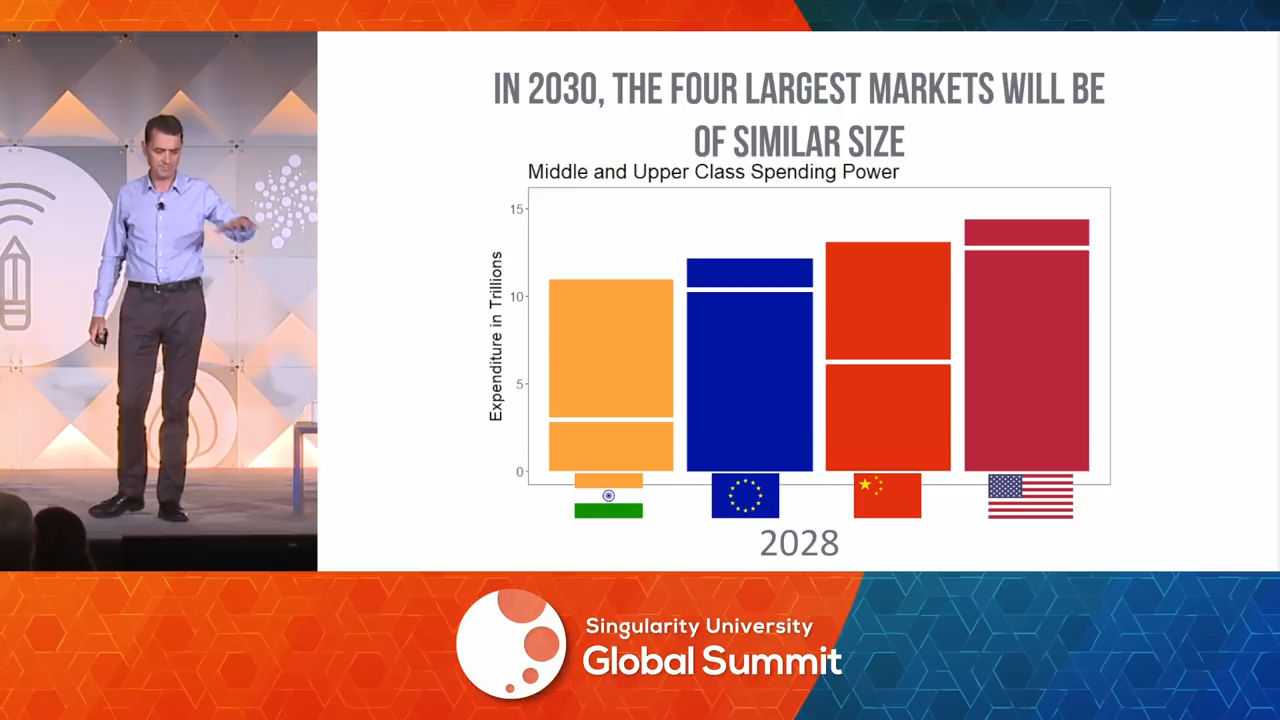 IN 2030, THE FOUR LARGEST MARKETS WILL BE
OF SIMILAR SIZE
Middle and Upper Class Spending Power
Expenditure in Trillions
15
10
5
0
2028
Singularity University
Global Summit